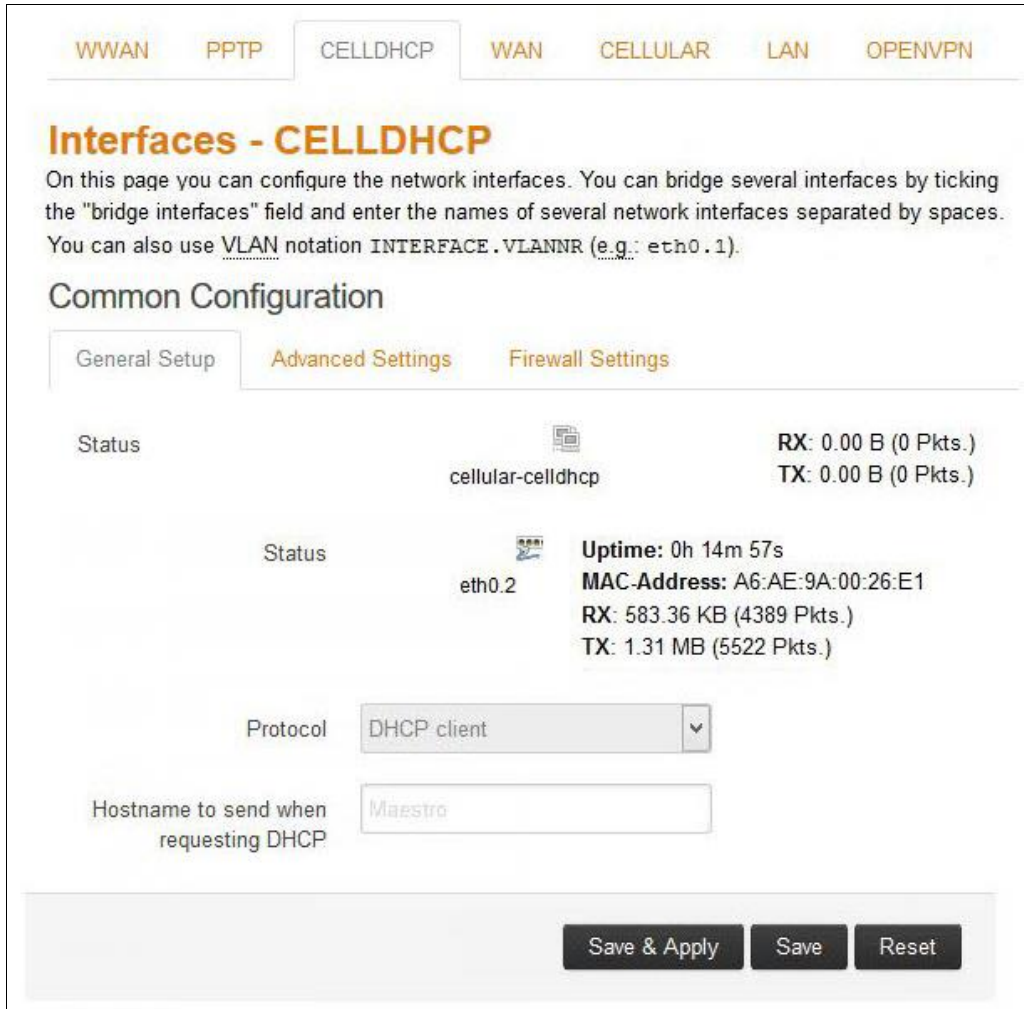 WWAN PPTP CELLDHCP WAN CELLULAR LAN OPENVPN
Interfaces - CELLDHCP
On this page you can configure the network interfaces. You can bridge several interfaces by ticking
the "bridge interfaces" field and enter the names of several network interfaces separated by spaces.
You can also use VLAN notation INTERFACE.VLANNR (e.g.: eth0.1).
Common Configuration
General Setup Advanced Settings Firewall Settings
Status
cellular-celldhcp
RX: 0.00 B (0 Pkts.)
TX: 0.00 B (0 Pkts.)
Status
eth0.2
Uptime: 0h 14m 57s
MAC-Address: A6:AE:9A:00:26:E1
RX: 583.36 KB (4389 Pkts.)
TX: 1.31 MB (5522 Pkts.)
Protocol DHCP client
Hostname to send when
requesting DHCP
Maestro
Save & Apply Save Reset